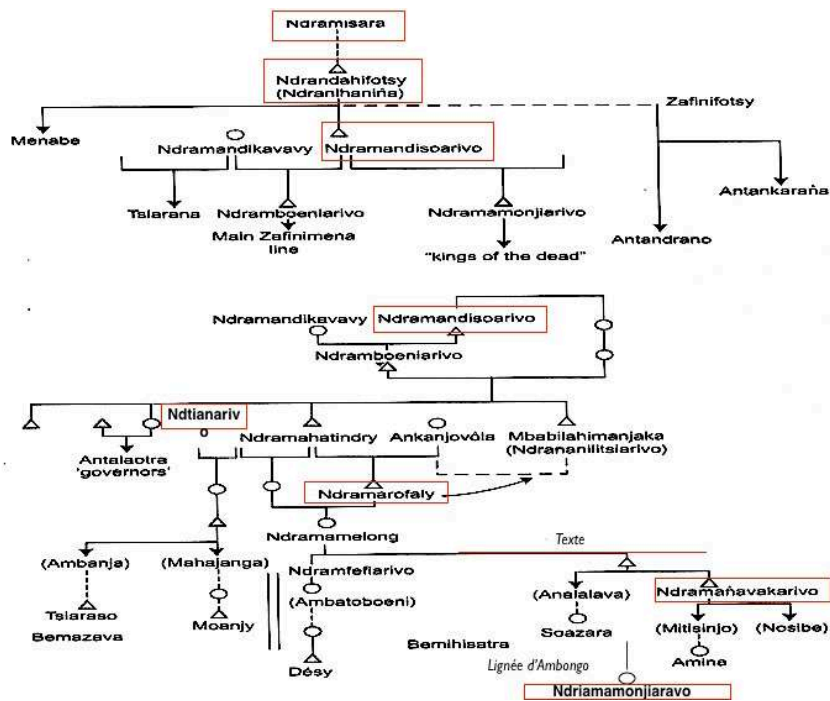 Ndramisara
Ndrandahifotsy
(Ndranihaniña)
Zafinifotsy
Menabe
Ndramandikavavy
Ndramandisoarivo
Antankaraña
Tsiarana
Ndramboeniarivo
Ndramamonjiarivo
Main Zafinimena
line
"kings of the dead"
Antandrano
Ndramandikavavy
Ndramandisoarivo
Ndramboeniarivo
Ndtianariv
o
Ndramahatindry
Ankanjovôla
Mbabilahimanjaka
(Ndrananilitsiarivo)
Antalaotra
'governors'
Ndramarofaly
Ndramamelong
Texte
(Ambanja)
(Mahajanga)
Ndramfefiarivo
(Ambatoboeni)
(Analalava)
Ndramañavakarivo
Tsiaraso
Moanjy
Soazara
(Mitisinjo)
(Nosibe)
Bemazava
Bemihisatra
Amina
Désy
Lignée d'Ambongo
Ndriamamonjiaravo